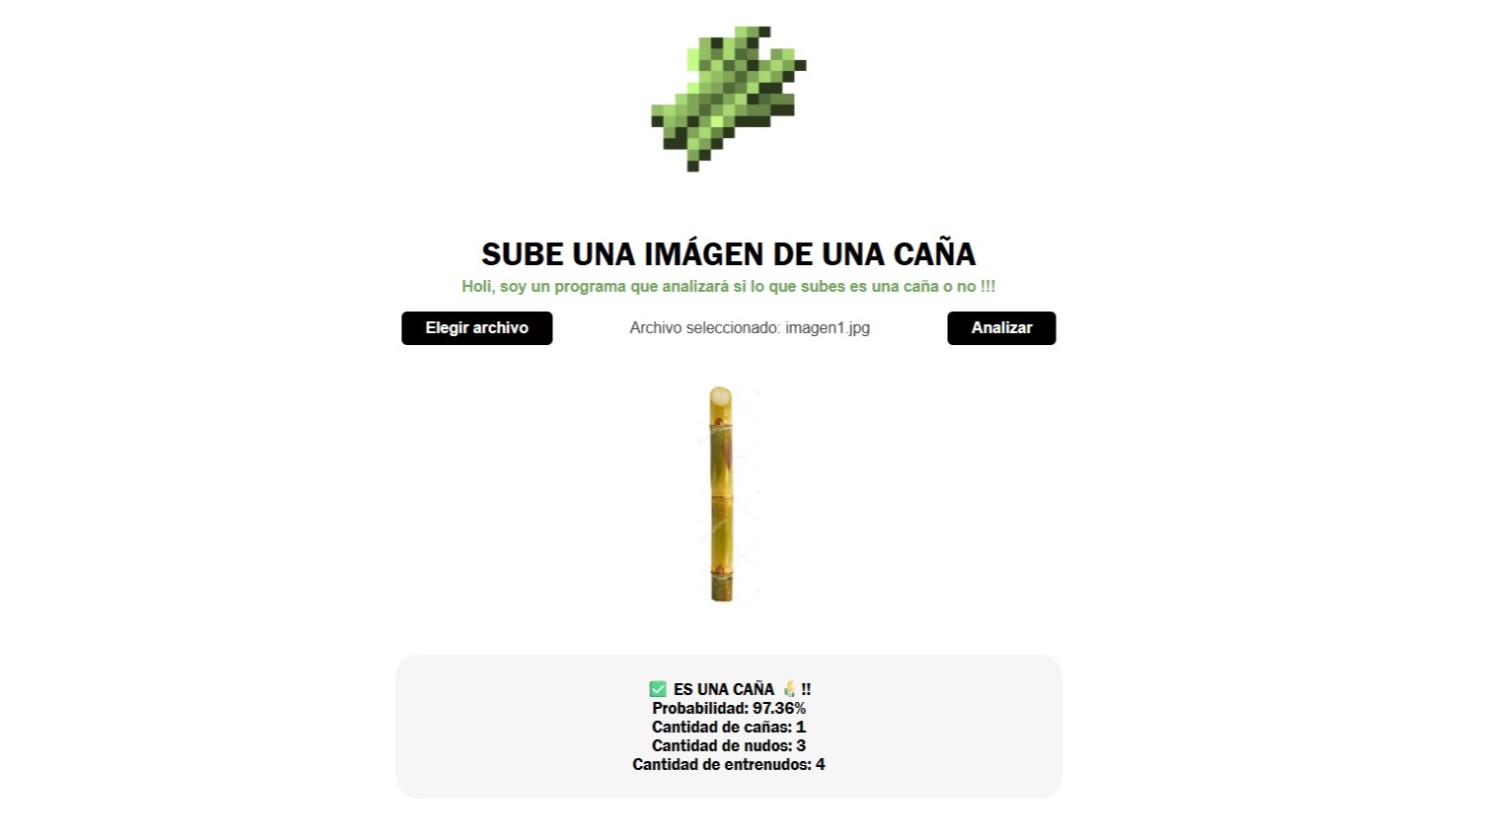 SUBE UNA IMÁGEN DE UNA CAÑA
Holi, soy un programa que analizará si lo que subes es una caña o no !!!
Elegir archivo
Archivo seleccionado: imagen1.jpg
Analizar
✅ ES UNA CAÑA 🎍 !!
Probabilidad: 97.36%
Cantidad de cañas: 1
Cantidad de nudos: 3
Cantidad de entrenudos: 4